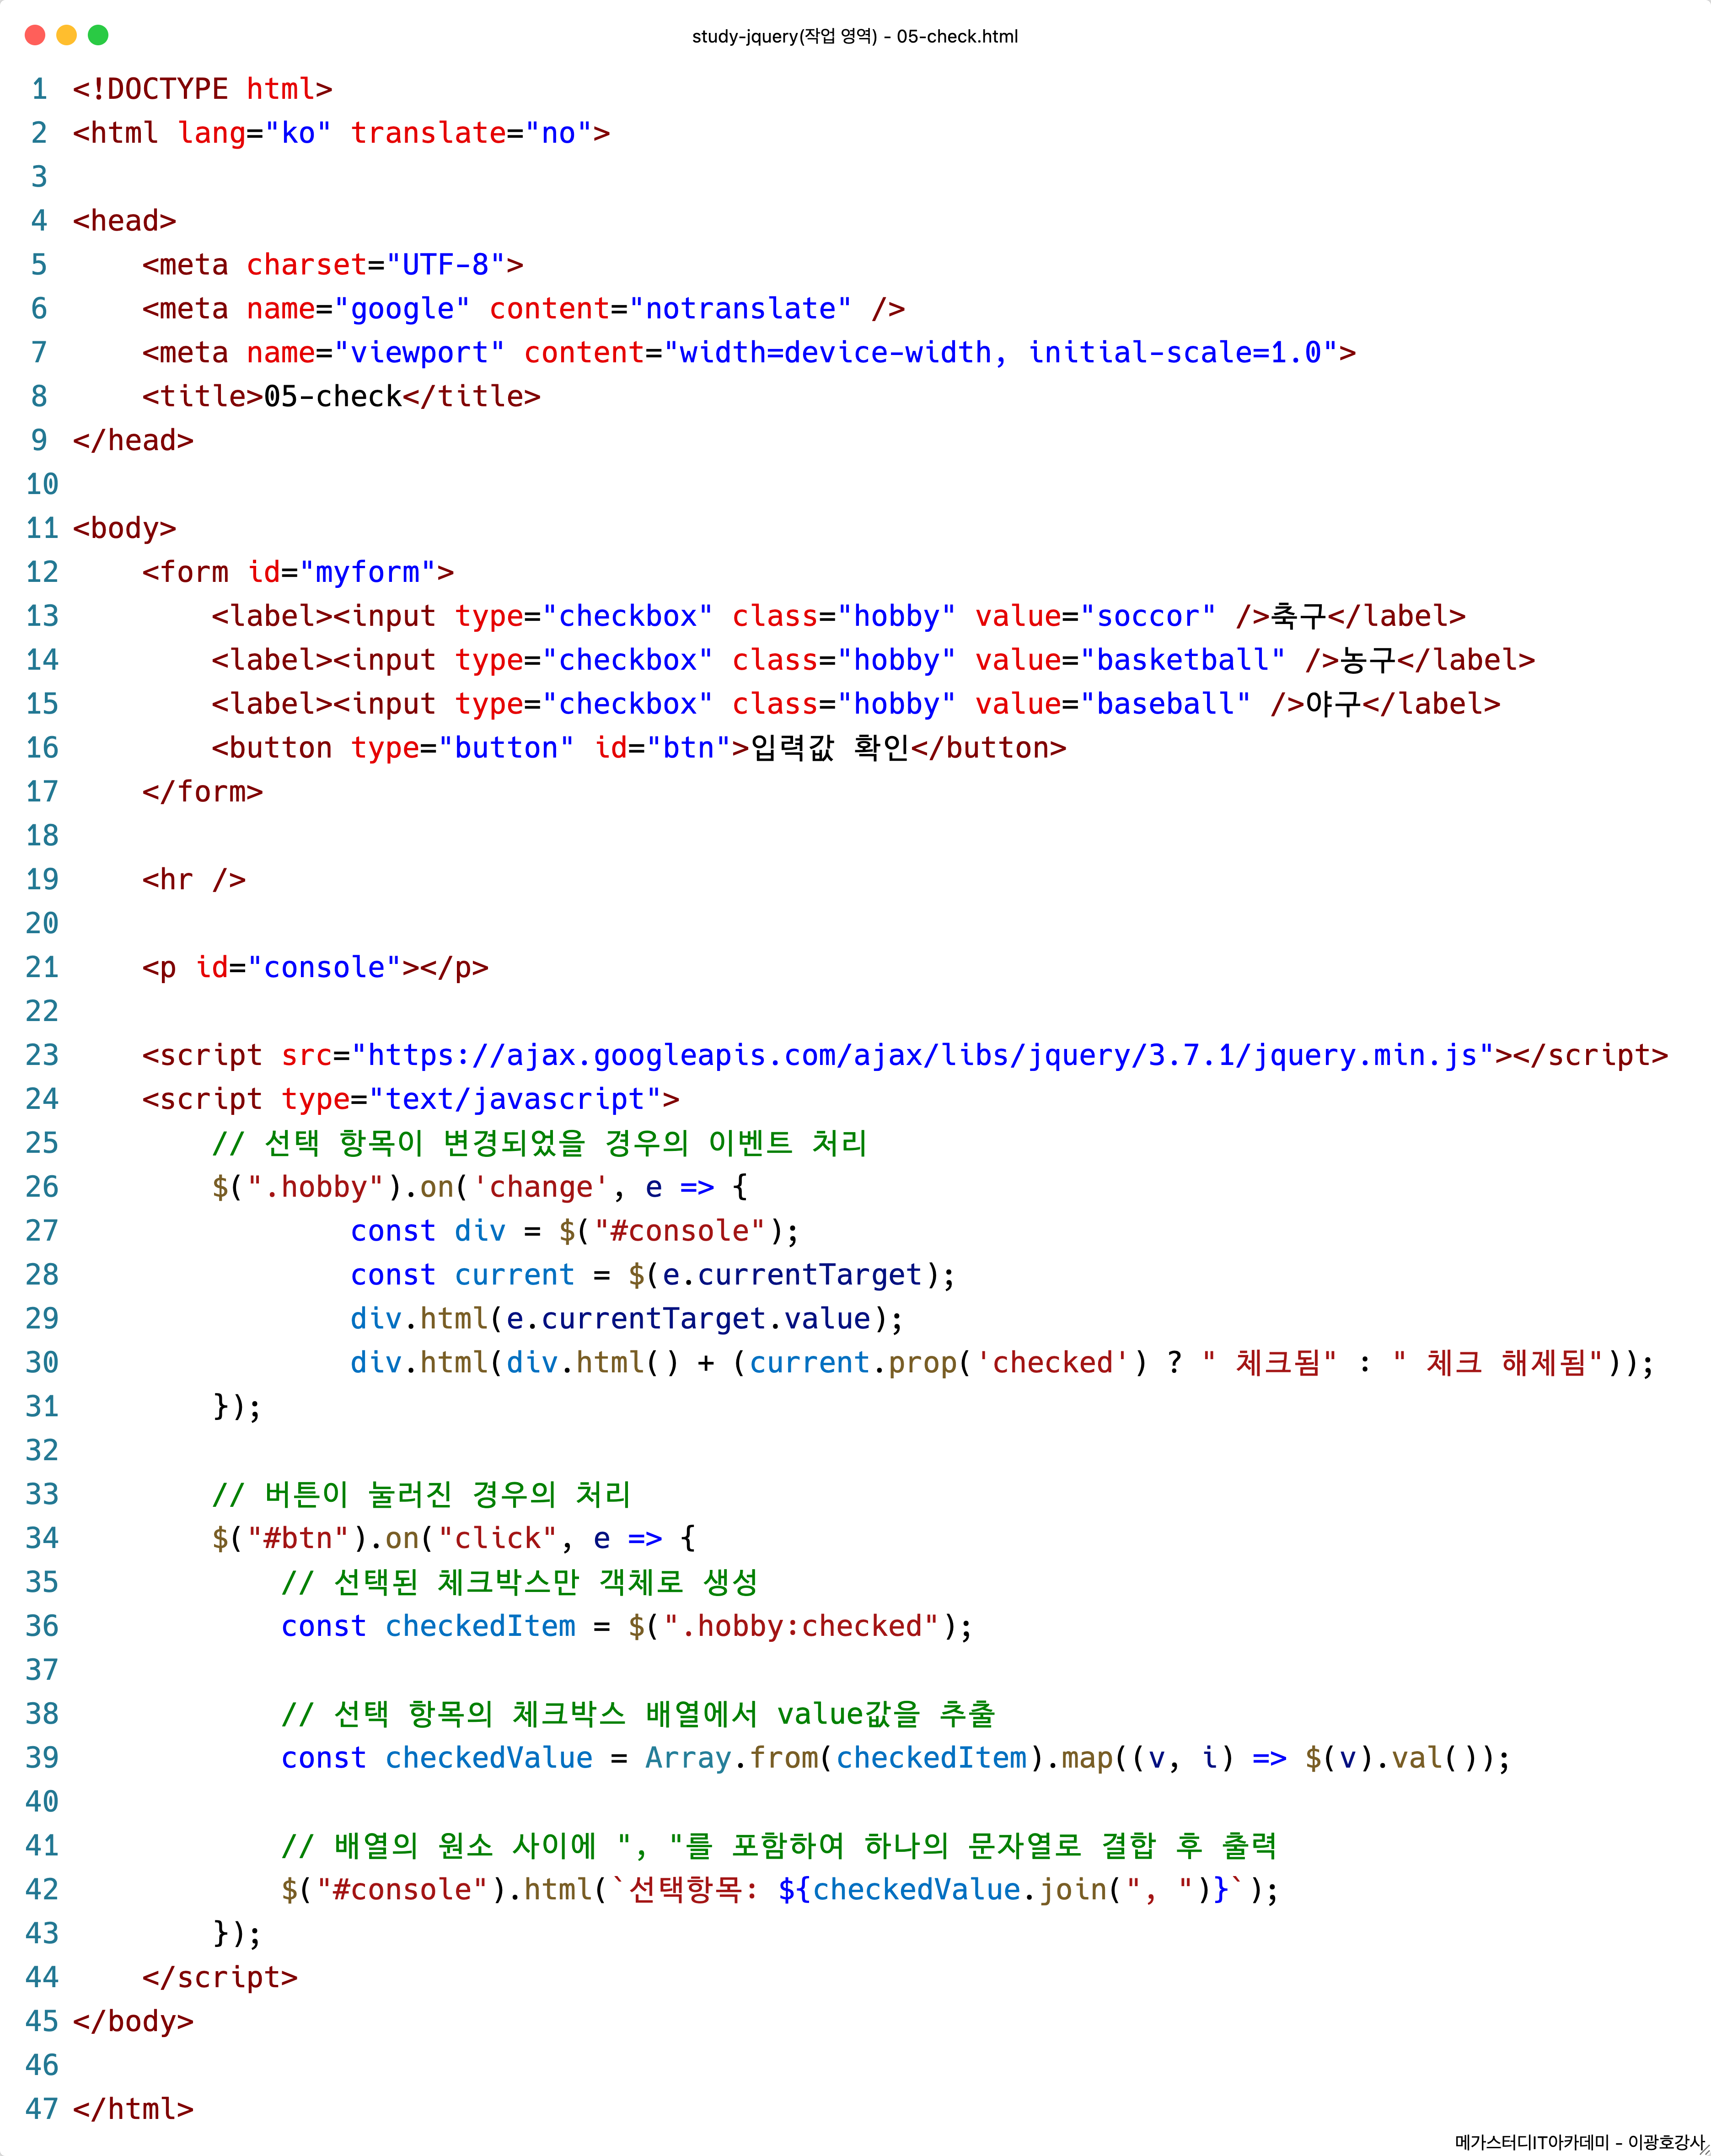 study-jquery(작업 영역) - 05-check.html
1 <!DOCTYPE html>
2 <html lang="ko" translate="no">
3
4 <head>
5     <meta charset="UTF-8">
6     <meta name="google" content="notranslate" />
7     <meta name="viewport" content="width=device-width, initial-scale=1.0">
8     <title>05-check</title>
9 </head>
10
11 <body>
12     <form id="myform">
13         <label><input type="checkbox" class="hobby" value="soccor" />축구</label>
14         <label><input type="checkbox" class="hobby" value="basketball" />농구</label>
15         <label><input type="checkbox" class="hobby" value="baseball" />야구</label>
16         <button type="button" id="btn">입력값 확인</button>
17     </form>
18
19     <hr />
20
21     <p id="console"></p>
22
23     <script src="https://ajax.googleapis.com/ajax/libs/jquery/3.7.1/jquery.min.js"></script>
24     <script type="text/javascript">
25         // 선택 항목이 변경되었을 경우의 이벤트 처리
26         $(".hobby").on('change', e => {
27                 const div = $("#console");
28                 const current = $(e.currentTarget);
29                 div.html(e.currentTarget.value);
30                 div.html(div.html() + (current.prop('checked') ? " 체크됨" : " 체크 해제됨"));
31         });
32
33         // 버튼이 눌러진 경우의 처리
34         $("#btn").on("click", e => {
35             // 선택된 체크박스만 객체로 생성
36             const checkedItem = $(".hobby:checked");
37
38             // 선택 항목의 체크박스 배열에서 value값을 추출
39             const checkedValue = Array.from(checkedItem).map((v, i) => $(v).val());
40
41             // 배열의 원소 사이에 ", "를 포함하여 하나의 문자열로 결합 후 출력
42             $("#console").html(`선택항목: ${checkedValue.join(", ")}`);
43         });
44     </script>
45 </body>
46
47 </html>
메가스터디IT아카데미 - 이광호강사